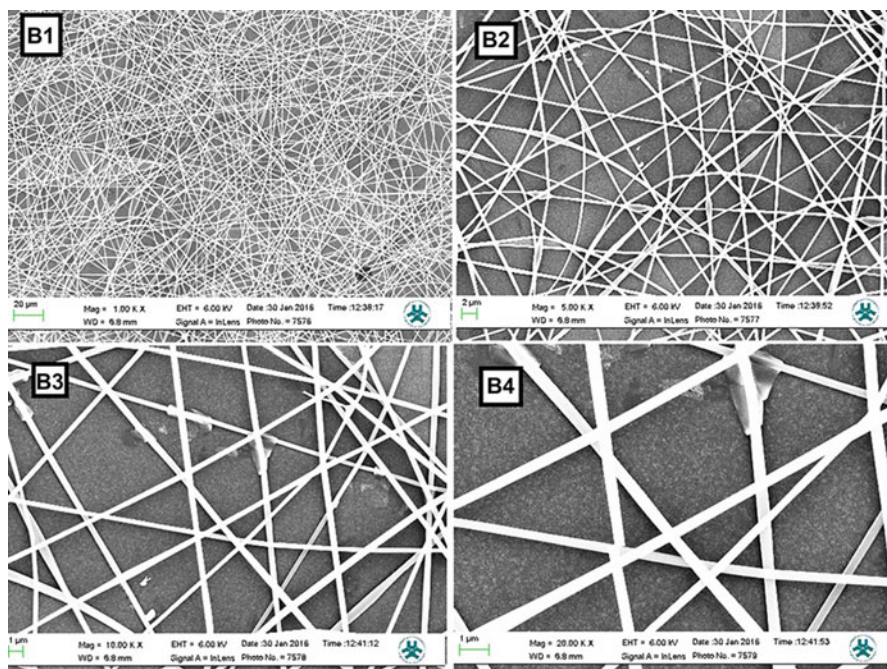 B1
20 µm
Mag = 1.00 K X EHT = 6.00 kV Date :30 Jan 2016 Time :12:38:17
WD = 6.8 mm Signal A = InLens Photo No. = 7576
B2
2 µm
Mag = 5.00 K X EHT = 6.00 kV Date :30 Jan 2016 Time :12:39:52
WD = 6.8 mm Signal A = InLens Photo No. = 7577
B3
1 µm
Mag = 10.00 K X EHT = 6.00 kV Date :30 Jan 2016 Time :12:41:12
WD = 6.8 mm Signal A = InLens Photo No. = 7578
B4
1 µm
Mag = 20.00 K X EHT = 6.00 kV Date :30 Jan 2016 Time :12:41:53
WD = 6.8 mm Signal A = InLens Photo No. = 7579